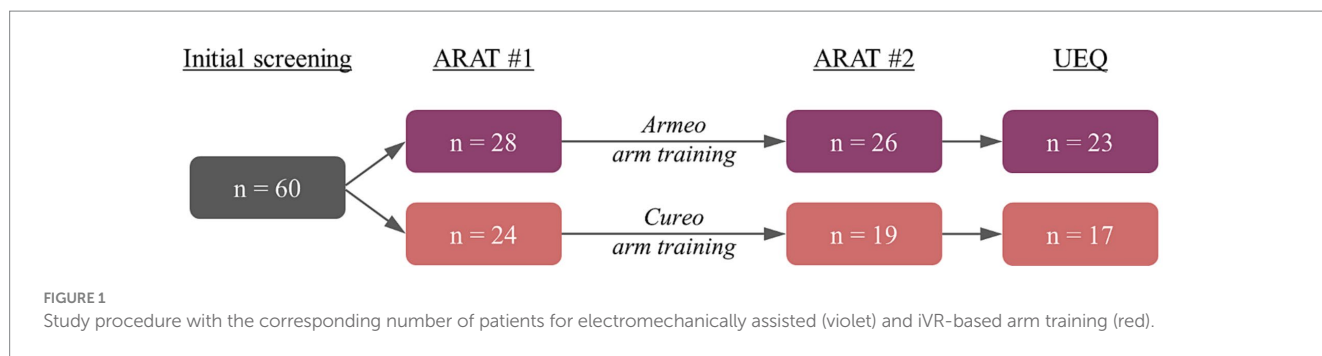 Initial screening
ARAT #1
ARAT #2
UEQ
n = 60
n = 28
Armeo
arm training
n = 26
n = 23
n = 24
Cureo
arm training
n = 19
n = 17
FIGURE 1
Study procedure with the corresponding number of patients for electromechanically assisted (violet) and iVR-based arm training (red).